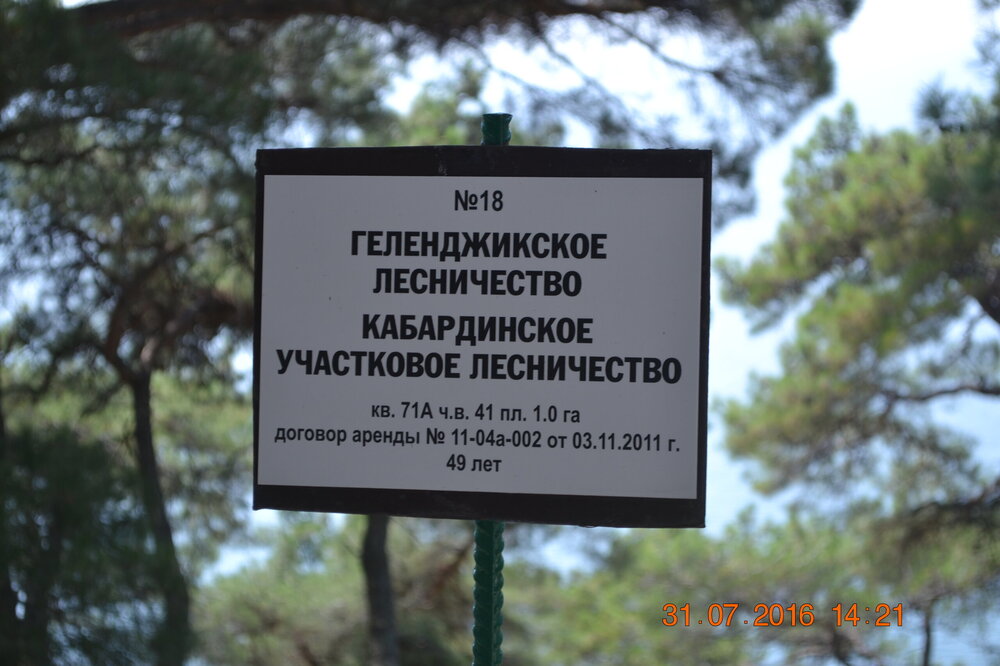 №18
ГЕЛЕНДЖИКСКОЕ
ЛЕСНИЧЕСТВО
КАБАРДИНСКОЕ
УЧАСТКОВОЕ ЛЕСНИЧЕСТВО
кв. 71А ч.в. 41 пл. 1.0 га
договор аренды № 11-04а-002 от 03.11.2011 г.
49 лет
31.07.2016 14:21